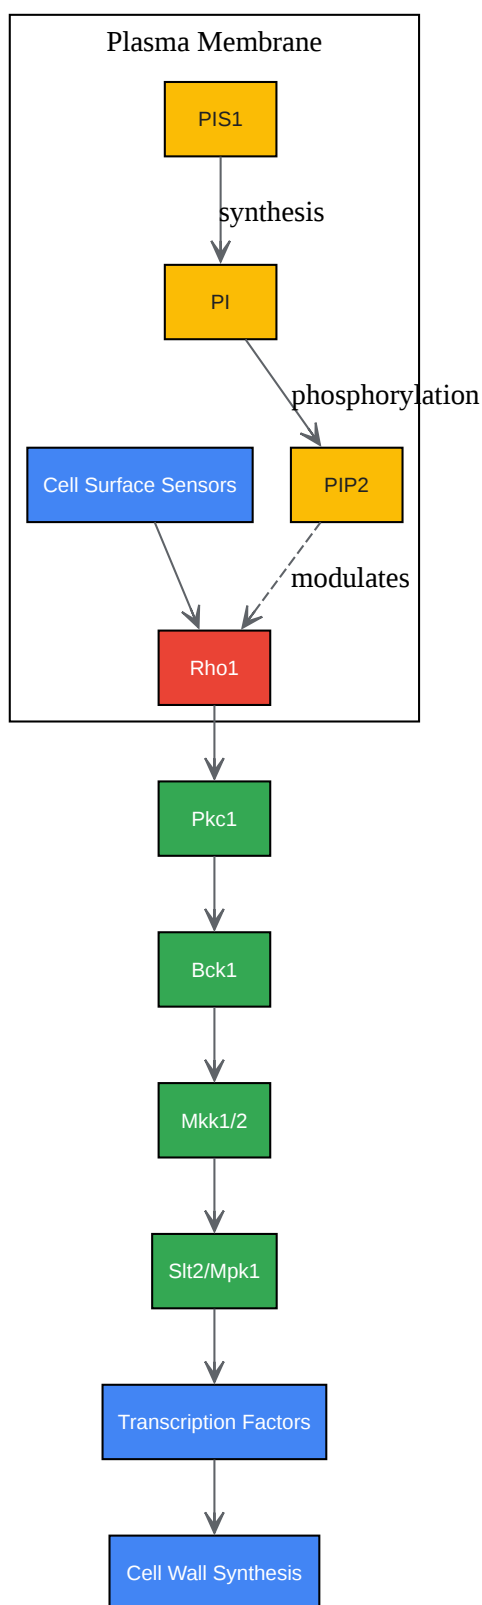 Plasma Membrane
PIS1
synthesis
PI
phosphorylation
Cell Surface Sensors
PIP2
modulates
Rho1
Pkc1
Bck1
Mkk1/2
Slt2/Mpk1
Transcription Factors
Cell Wall Synthesis